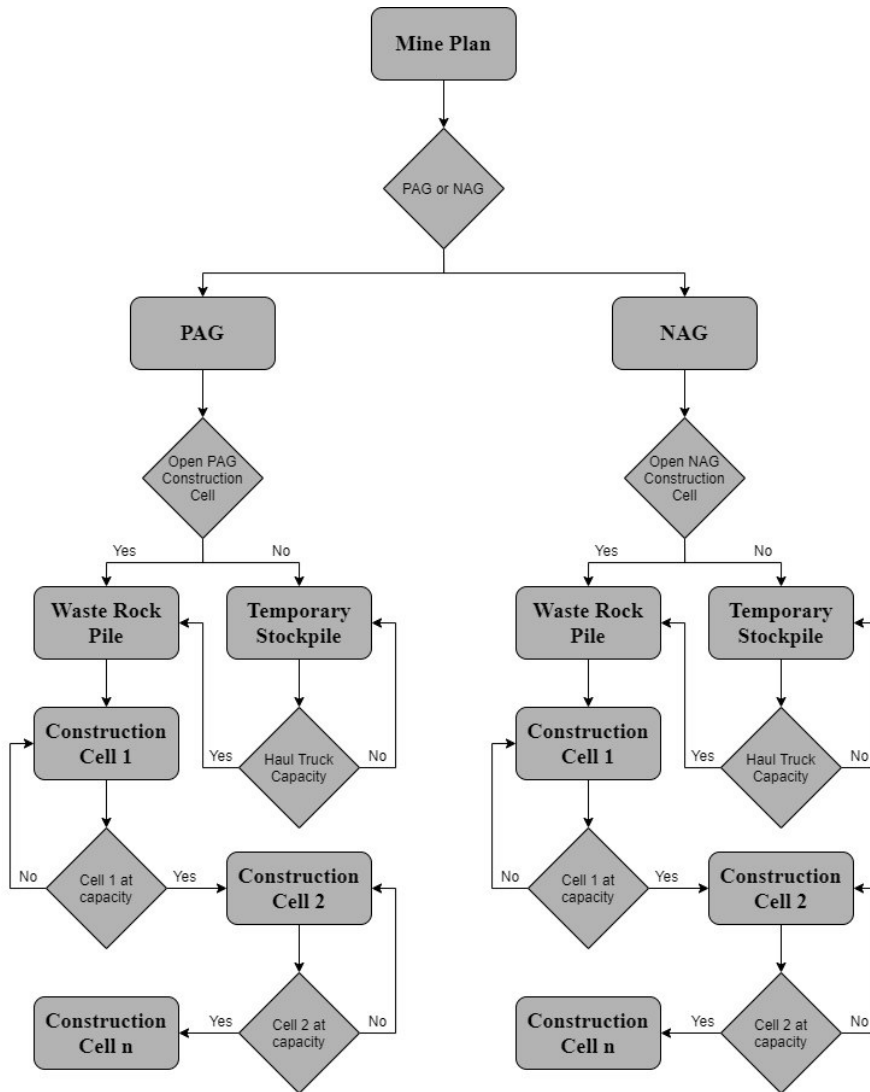 Mine Plan
PAG or NAG
PAG
NAG
Open PAG
Construction
Cell
Open NAG
Construction
Cell
Yes
No
Yes
No
Waste Rock
Pile
Temporary
Stockpile
Waste Rock
Pile
Temporary
Stockpile
Construction
Cell 1
Yes
Haul Truck
Capacity
No
Construction
Cell 1
Yes
Haul Truck
Capacity
No
No
Cell 1 at
capacity
Yes
Construction
Cell 2
No
Cell 1 at
capacity
Yes
Construction
Cell 2
Construction
Cell n
Yes
Cell 2 at
capacity
No
Construction
Cell n
Yes
Cell 2 at
capacity
No